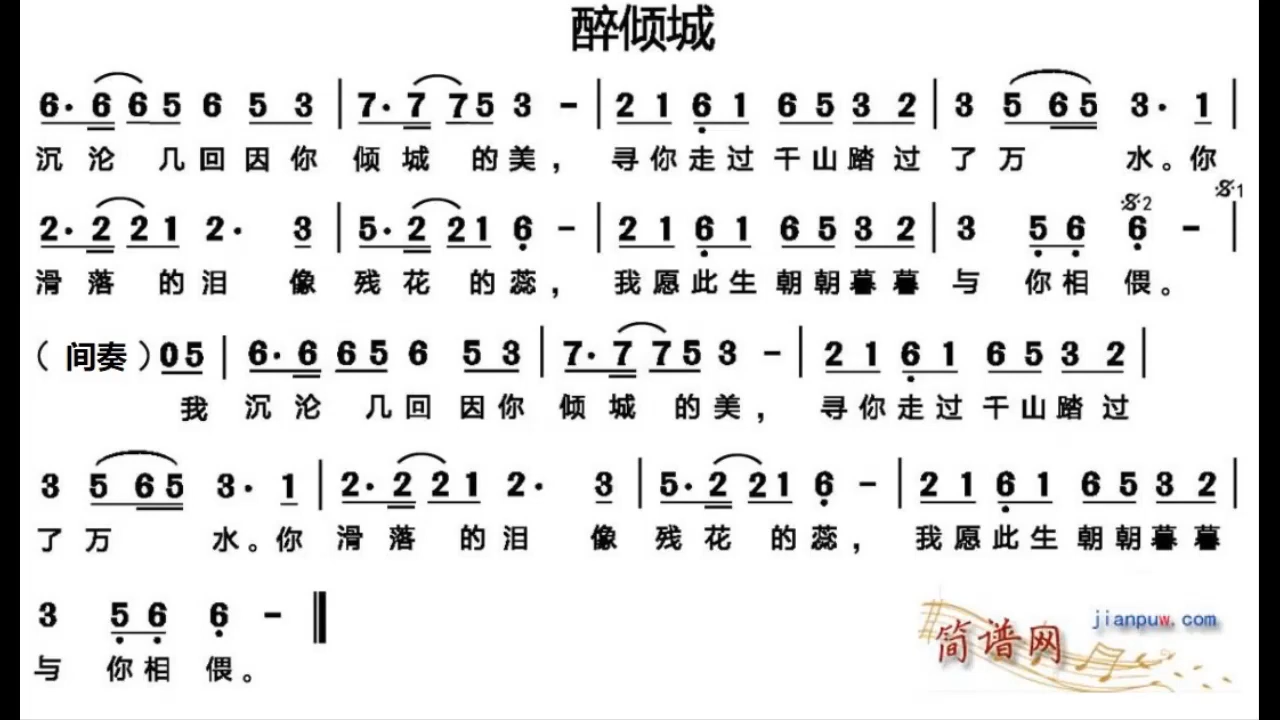 醉倾城
6· 6 6 5 6 5 3 | 7· 7 7 5 3 - | 2 1 6 1 6 5 3 2 | 3 5 6 5 3· 1 |
沉沦 几回因你 倾城 的美，寻你走过千山踏过了万 水。你
𝄋2 𝄋1
2· 2 2 1 2· 3 | 5· 2 2 1 6 - | 2 1 6 1 6 5 3 2 | 3 5 6 6 - |
滑落 的泪 像 残花 的蕊，我愿此生朝朝暮暮 与 你相 偎。
（间奏）0 5 | 6· 6 6 5 6 5 3 | 7· 7 7 5 3 - | 2 1 6 1 6 5 3 2 |
我 沉沦 几回 因你 倾城 的美，寻你走过千山踏过
3 5 6 5 3· 1 | 2· 2 2 1 2· 3 | 5· 2 2 1 6 - | 2 1 6 1 6 5 3 2 |
了万 水。你 滑落 的泪 像 残花 的蕊，我愿此生朝朝暮暮
3 5 6 6 - ‖
与 你相 偎。
简谱网 jianpuw.com